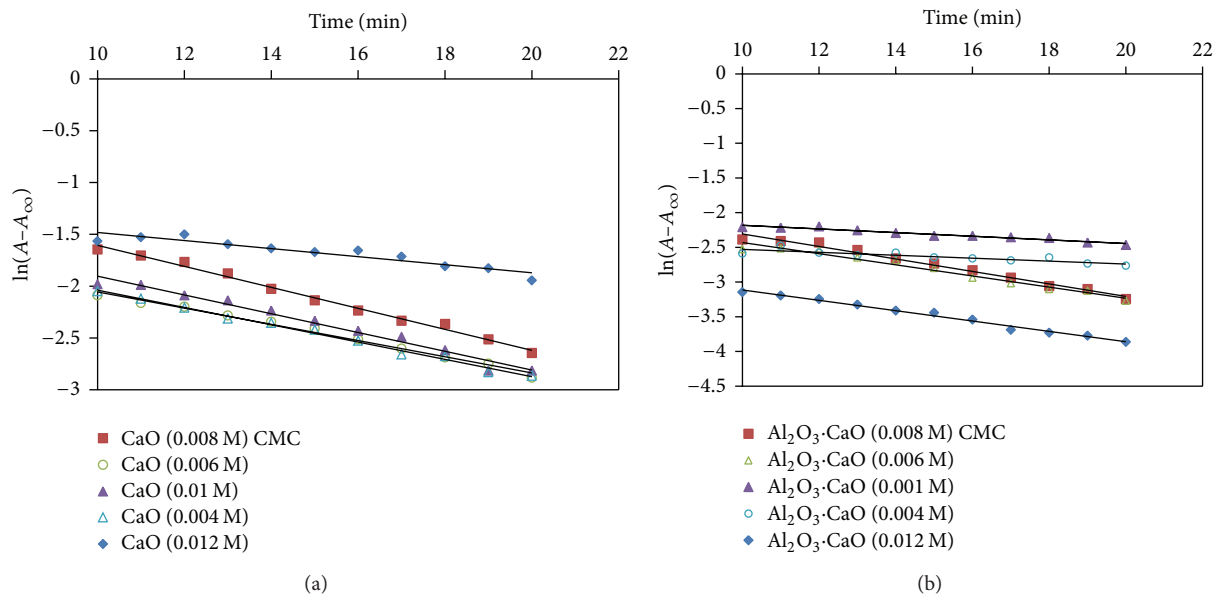 Time (min)
10 12 14 16 18 20 22
0
−0.5
−1
−1.5
−2
−2.5
−3
ln(A–A∞)
CaO (0.008 M) CMC
CaO (0.006 M)
CaO (0.01 M)
CaO (0.004 M)
CaO (0.012 M)
(a)
Time (min)
10 12 14 16 18 20 22
0
−0.5
−1
−1.5
−2
−2.5
−3
−3.5
−4
−4.5
ln(A–A∞)
Al₂O₃·CaO (0.008 M) CMC
Al₂O₃·CaO (0.006 M)
Al₂O₃·CaO (0.001 M)
Al₂O₃·CaO (0.004 M)
Al₂O₃·CaO (0.012 M)
(b)